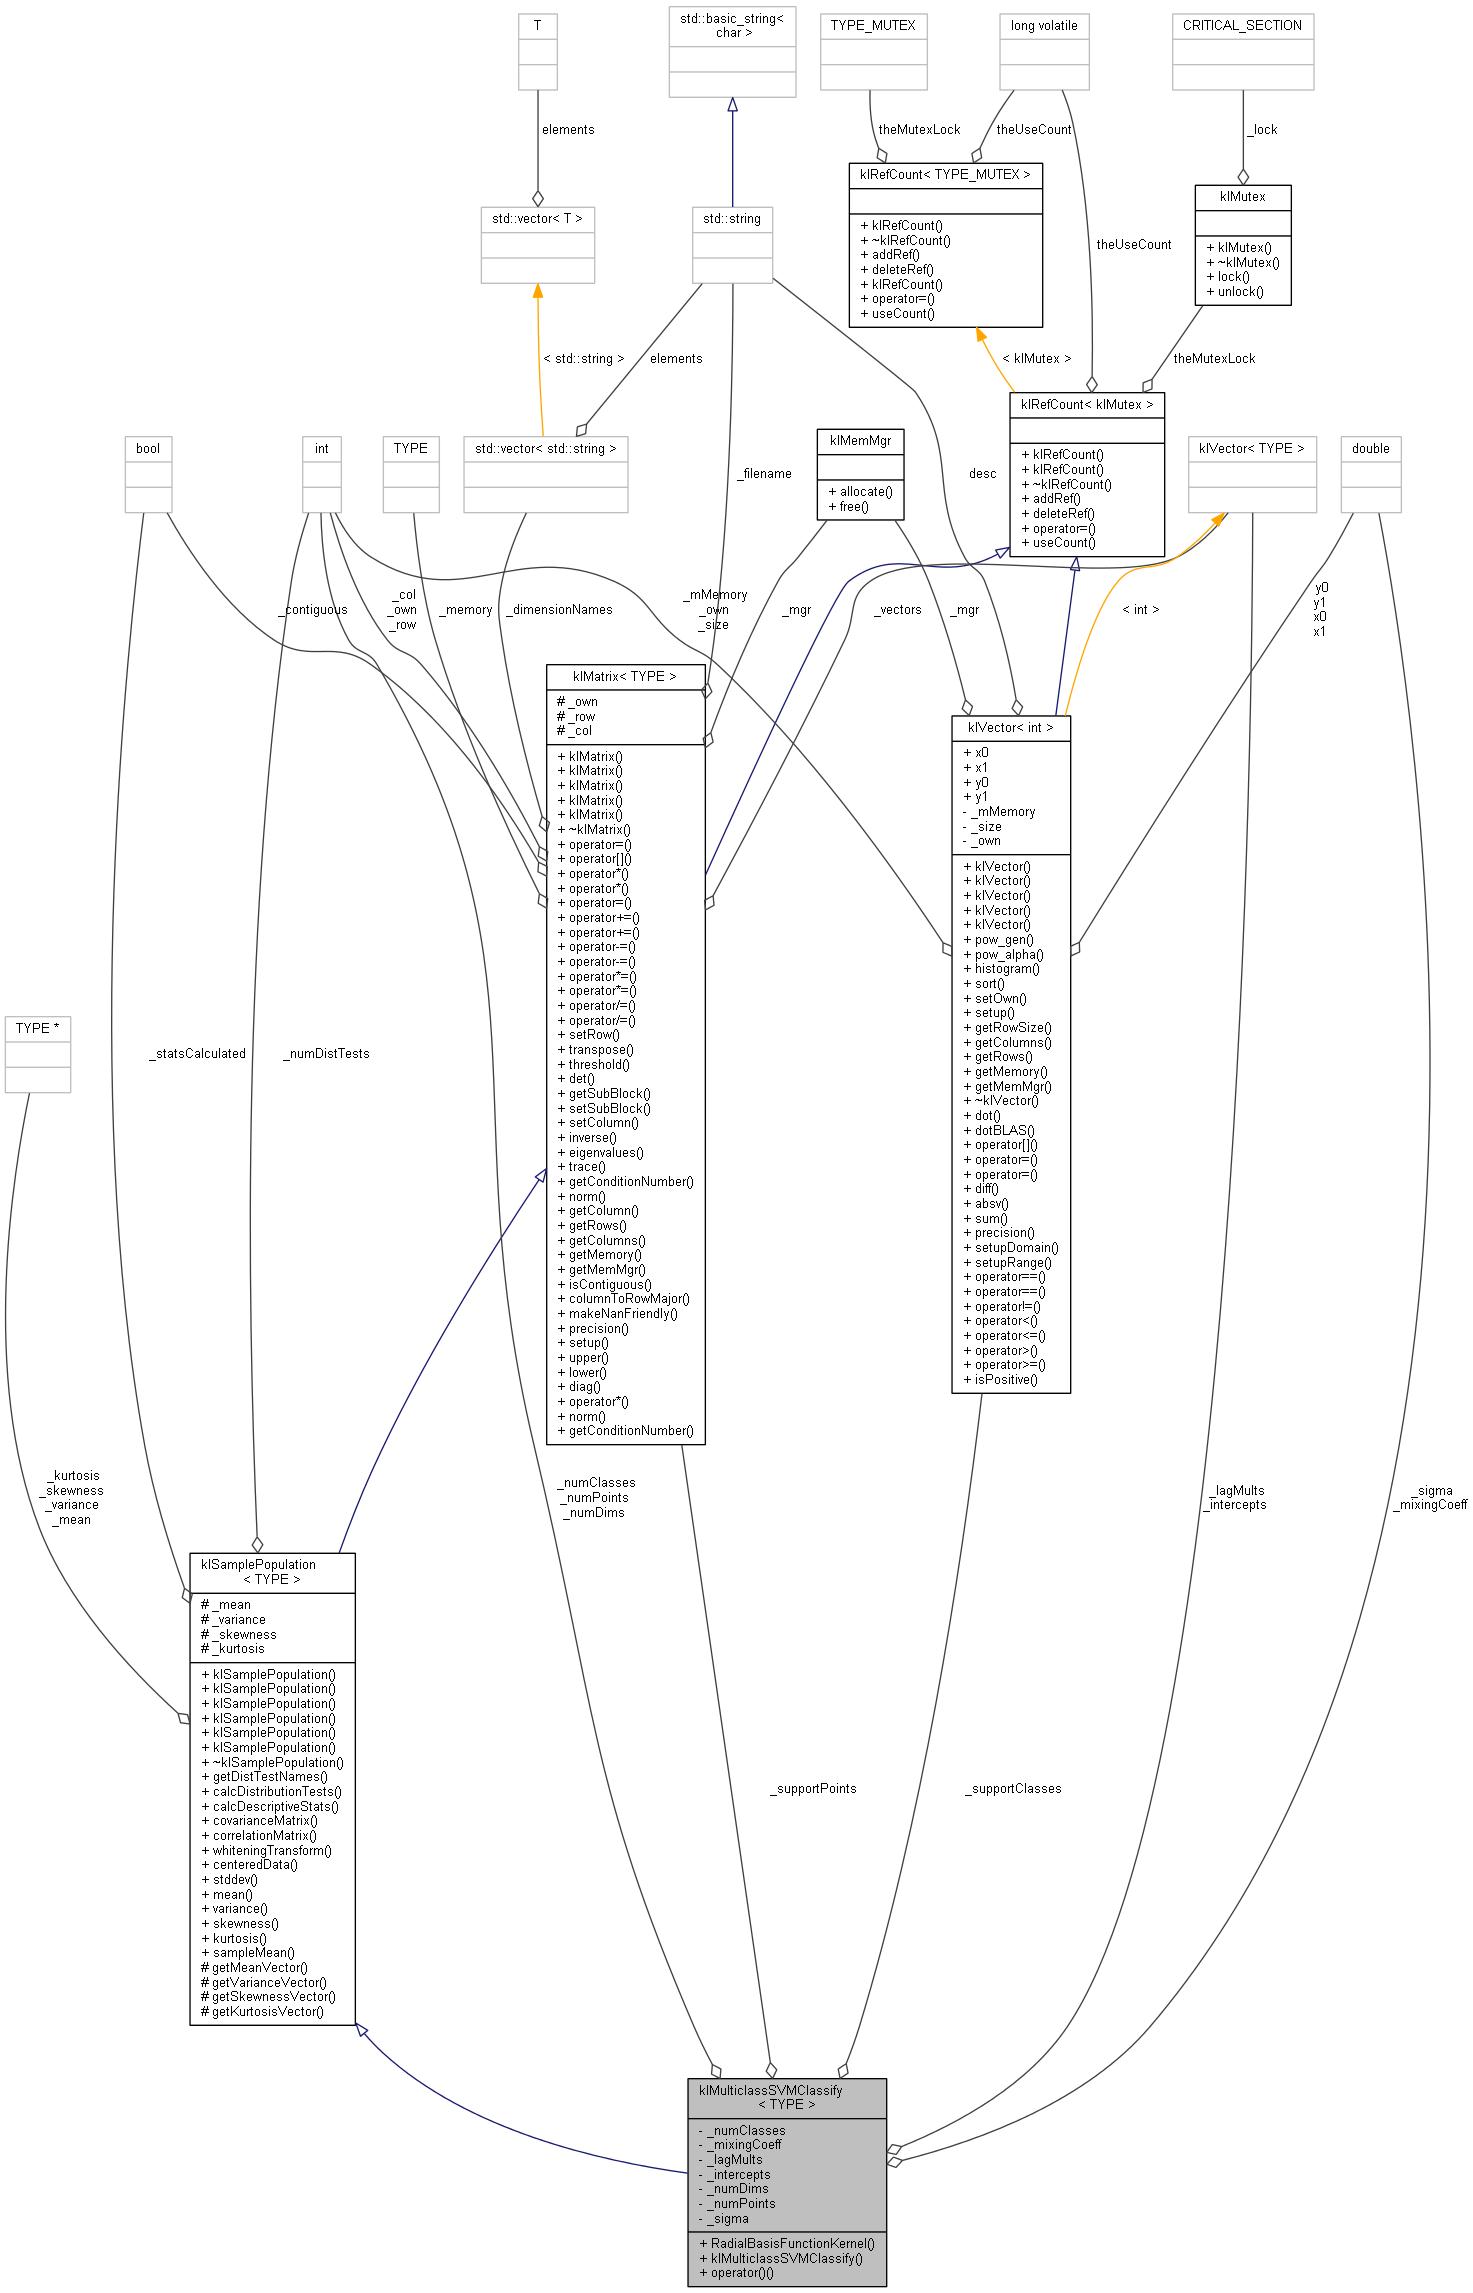 T
std::basic_string<
char >
TYPE_MUTEX
long volatile
CRITICAL_SECTION
elements
theMutexLock
theUseCount
_lock
klRefCount< TYPE_MUTEX >
+ klRefCount()
+ ~klRefCount()
+ addRef()
+ deleteRef()
+ klRefCount()
+ operator=()
+ useCount()
klMutex
+ klMutex()
+ ~klMutex()
+ lock()
+ unlock()
std::vector< T >
std::string
theUseCount
< std::string >
elements
< klMutex >
theMutexLock
bool
int
TYPE
std::vector< std::string >
_filename
klMemMgr
+ allocate()
+ free()
desc
klRefCount< klMutex >
+ klRefCount()
+ klRefCount()
+ ~klRefCount()
+ addRef()
+ deleteRef()
+ operator=()
+ useCount()
klVector< TYPE >
double
_contiguous
_col
_own
_row
_memory
_dimensionNames
_mMemory
_own
_size
_mgr
_vectors
_mgr
< int >
y0
y1
x0
x1
klMatrix< TYPE >
# _own
# _row
# _col
+ klMatrix()
+ klMatrix()
+ klMatrix()
+ klMatrix()
+ klMatrix()
+ ~klMatrix()
+ operator=()
+ operator[]()
+ operator*()
+ operator*()
+ operator=()
+ operator+=()
+ operator+=()
+ operator-=()
+ operator-=()
+ operator*=()
+ operator*=()
+ operator/=()
+ operator/=()
+ setRow()
+ transpose()
+ threshold()
+ det()
+ getSubBlock()
+ setSubBlock()
+ setColumn()
+ inverse()
+ eigenvalues()
+ trace()
+ getConditionNumber()
+ norm()
+ getColumn()
+ getRows()
+ getColumns()
+ getMemory()
+ getMemMgr()
+ isContiguous()
+ columnToRowMajor()
+ makeNanFriendly()
+ precision()
+ setup()
+ upper()
+ lower()
+ diag()
+ operator*()
+ norm()
+ getConditionNumber()
klVector< int >
+ x0
+ x1
+ y0
+ y1
- _mMemory
- _size
- _own
+ klVector()
+ klVector()
+ klVector()
+ klVector()
+ klVector()
+ pow_gen()
+ pow_alpha()
+ histogram()
+ sort()
+ setOwn()
+ setup()
+ getRowSize()
+ getColumns()
+ getRows()
+ getMemory()
+ getMemMgr()
+ ~klVector()
+ dot()
+ dotBLAS()
+ operator[]()
+ operator=()
+ operator=()
+ diff()
+ absv()
+ sum()
+ precision()
+ setupDomain()
+ setupRange()
+ operator==()
+ operator==()
+ operator!=()
+ operator<()
+ operator<=()
+ operator>()
+ operator>=()
+ isPositive()
TYPE *
_statsCalculated
_numDistTests
_kurtosis
_skewness
_variance
_mean
_numClasses
_numPoints
_numDims
_lagMults
_intercepts
_sigma
_mixingCoeff
klSamplePopulation
< TYPE >
# _mean
# _variance
# _skewness
# _kurtosis
+ klSamplePopulation()
+ klSamplePopulation()
+ klSamplePopulation()
+ klSamplePopulation()
+ klSamplePopulation()
+ klSamplePopulation()
+ ~klSamplePopulation()
+ getDistTestNames()
+ calcDistributionTests()
+ calcDescriptiveStats()
+ covarianceMatrix()
+ correlationMatrix()
+ whiteningTransform()
+ centeredData()
+ stddev()
+ mean()
+ variance()
+ skewness()
+ kurtosis()
+ sampleMean()
# getMeanVector()
# getVarianceVector()
# getSkewnessVector()
# getKurtosisVector()
_supportPoints
_supportClasses
klMulticlassSVMClassify
< TYPE >
- _numClasses
- _mixingCoeff
- _lagMults
- _intercepts
- _numDims
- _numPoints
- _sigma
+ RadialBasisFunctionKernel()
+ klMulticlassSVMClassify()
+ operator()()